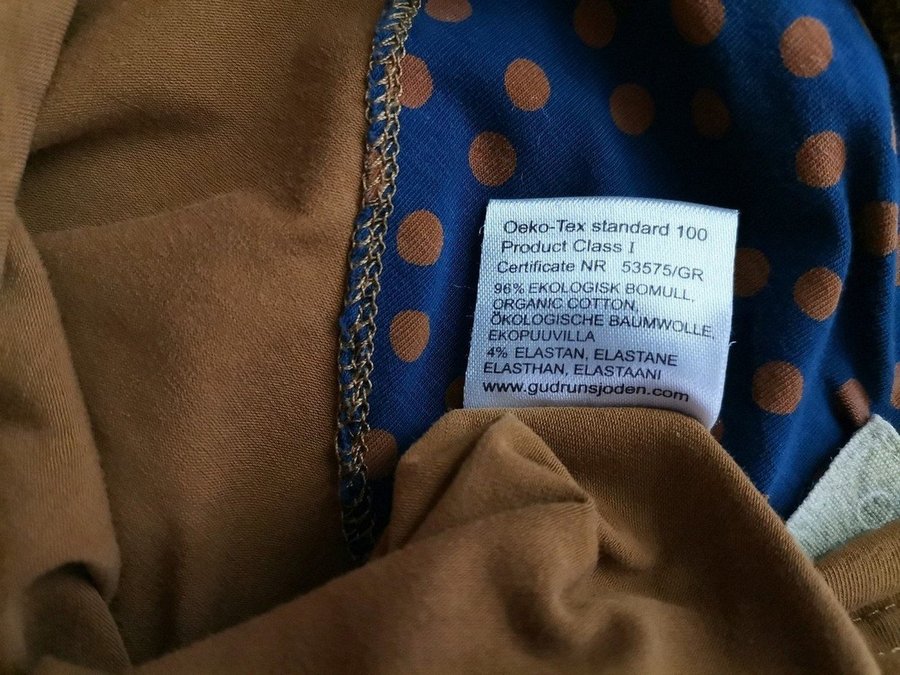 Oeko-Tex standard 100
Product Class I
Certificate NR 53575/GR
96% EKOLOGISK BOMULL,
ORGANIC COTTON,
ÖKOLOGISCHE BAUMWOLLE,
EKOPUUVILLA
4% ELASTAN, ELASTANE
ELASTHAN, ELASTAANI
www.gudrunsjoden.com